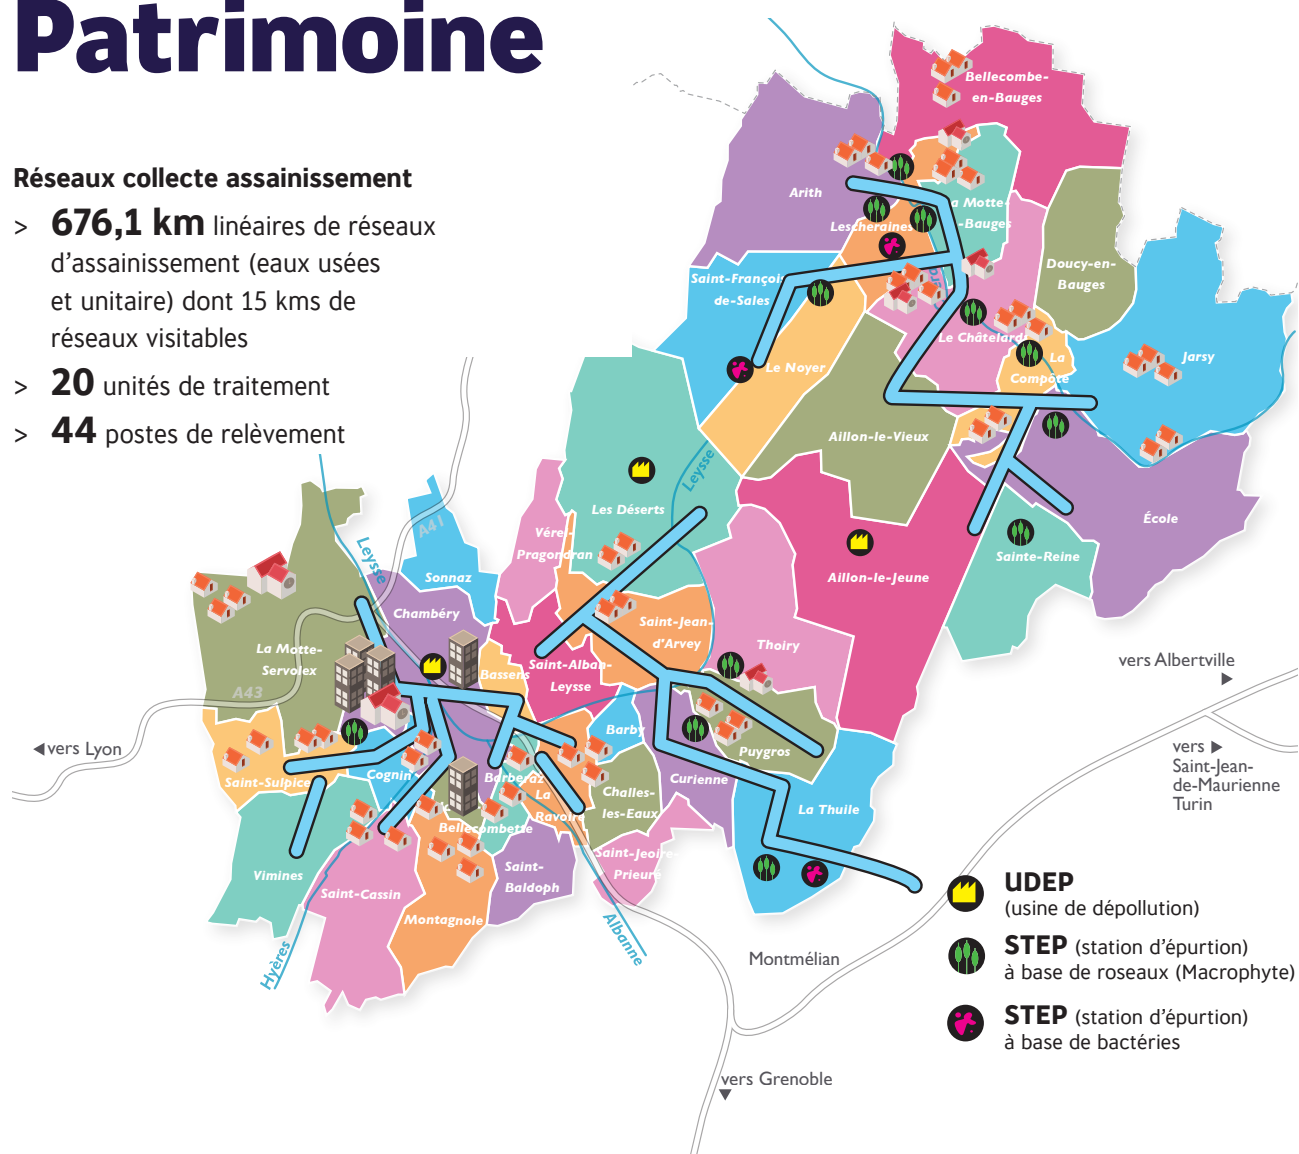 Patrimoine
Réseaux collecte assainissement
> 676,1 km linéaires de réseaux
d’assainissement (eaux usées
et unitaire) dont 15 kms de
réseaux visitables
> 20 unités de traitement
> 44 postes de relèvement
Bellecombe-
en-Bauges
Arith
La Motte-
-Bauges
Lescheraines
Doucy-en-
Bauges
Saint-François-
de-Sales
Le Châtelard
La
Compôte
Jarsy
Le Noyer
Aillon-le-Vieux
Leysse
Les Déserts
École
Sainte-Reine
Aillon-le-Jeune
Vérel-
Pragondran
A41
Sonnaz
Leysse
Chambéry
Saint-Jean-
d'Arvey
Thoiry
La Motte-
Servolex
Bassens
Saint-Alban-
Leysse
A43
vers Albertville
vers Lyon
Barby
Puygros
vers
Saint-Jean-
de-Maurienne
Turin
Saint-Sulpice
Cognin
Barberaz
La
Ravoire
Challes-
les-Eaux
Curienne
La Thuile
Bellecombette
Vimines
Saint-Cassin
Saint-
Baldoph
Saint-Jeoire-
Prieuré
Montagnole
Hyères
Albanne
Montmélian
vers Grenoble
UDEP
(usine de dépollution)
STEP (station d’épurtion)
à base de roseaux (Macrophyte)
STEP (station d’épurtion)
à base de bactéries